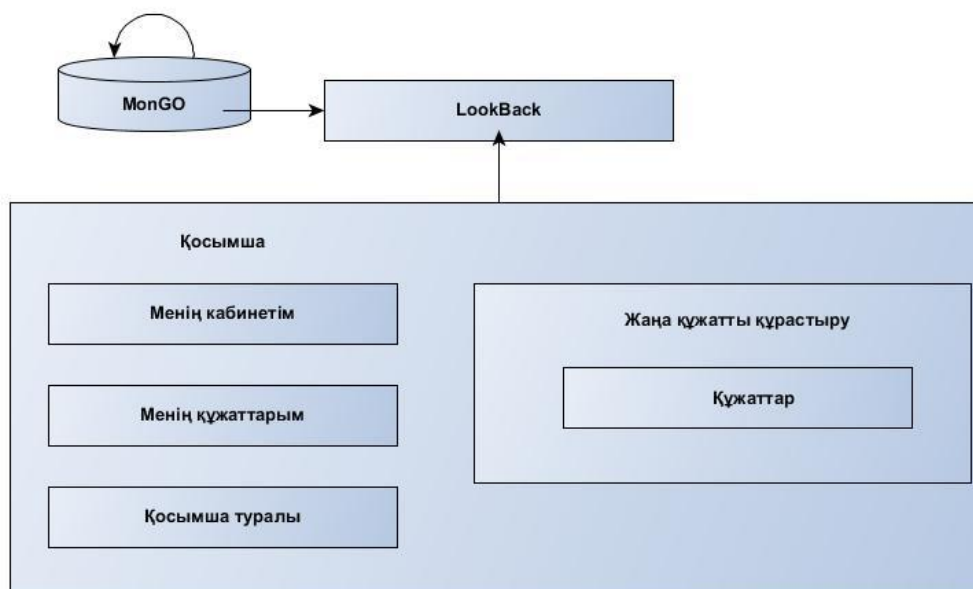 MonGO
LookBack
Қосымша
Менің кабинетім
Жаңа құжатты құрастыру
Құжаттар
Менің құжаттарым
Қосымша туралы